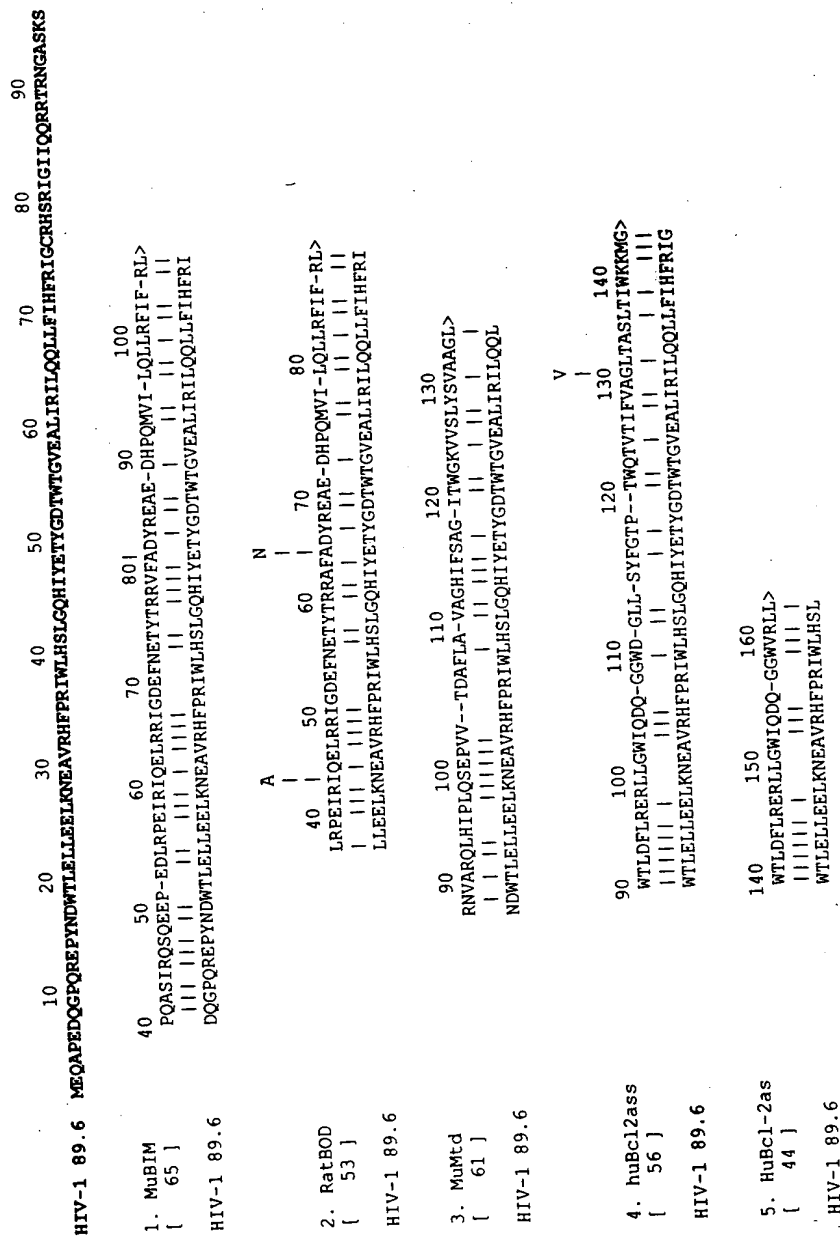 10 20 30 40 50 60 70 80 90
HIV-1 89.6 MEQAPEDQGPQREPYNDWTLELLEELKNEAVRHFPRIWLHSLGQHIYETYGDTWTGVEALIRILQQLLFIHFRIGCRHSRIGIIQQRRTRNGASKS
40 50 60 70 80| 90 100
1. MuBIM PQASIRQSQEEP-EDLRPEIRIQELRRIGDEFNETYTRRVFADYREAE-DHPQMVI-LQLLRFIF-RL>
[ 65 ]
HIV-1 89.6 DQGPQREPYNDWTLELLEELKNEAVRHFPRIWLHSLGQHIYETYGDTWTGVEALIRILQQLLFIHFRI
A N
40 50 60 70 80
2. RatBOD LRPEIRIQELRRIGDEFNETYTRRAFADYREAE-DHPQMVI-LQLLRFIF-RL>
[ 53 ]
HIV-1 89.6 LLEELKNEAVRHFPRIWLHSLGQHIYETYGDTWTGVEALIRILQQLLFIHFRI
90 100 110 120 130
3. MuMtd RNVARQLHIPLQSEPVV--TDAFLA-VAGHIFSAG-ITWGKVVSLYSVAAGL>
[ 61 ]
HIV-1 89.6 NDWTLELLEELKNEAVRHFPRIWLHSLGQHIYETYGDTWTGVEALIRILQQL
V
90 100 110 120 130 140
4. huBcl2ass WTLDFLRERLLGWIQDQ-GGWD-GLL-SYFGTP--TWQTVTIFVAGLTASLTIWKKMG>
[ 56 ]
HIV-1 89.6 WTLELLEELKNEAVRHFPRIWLHSLGQHIYETYGDTWTGVEALIRILQQLLFIHFRIG
140 150 160
5. HuBcl-2as WTLDFLRERLLGWIQDQ-GGWVRLL>
[ 44 ]
HIV-1 89.6 WTLELLEELKNEAVRHFPRIWLHSL